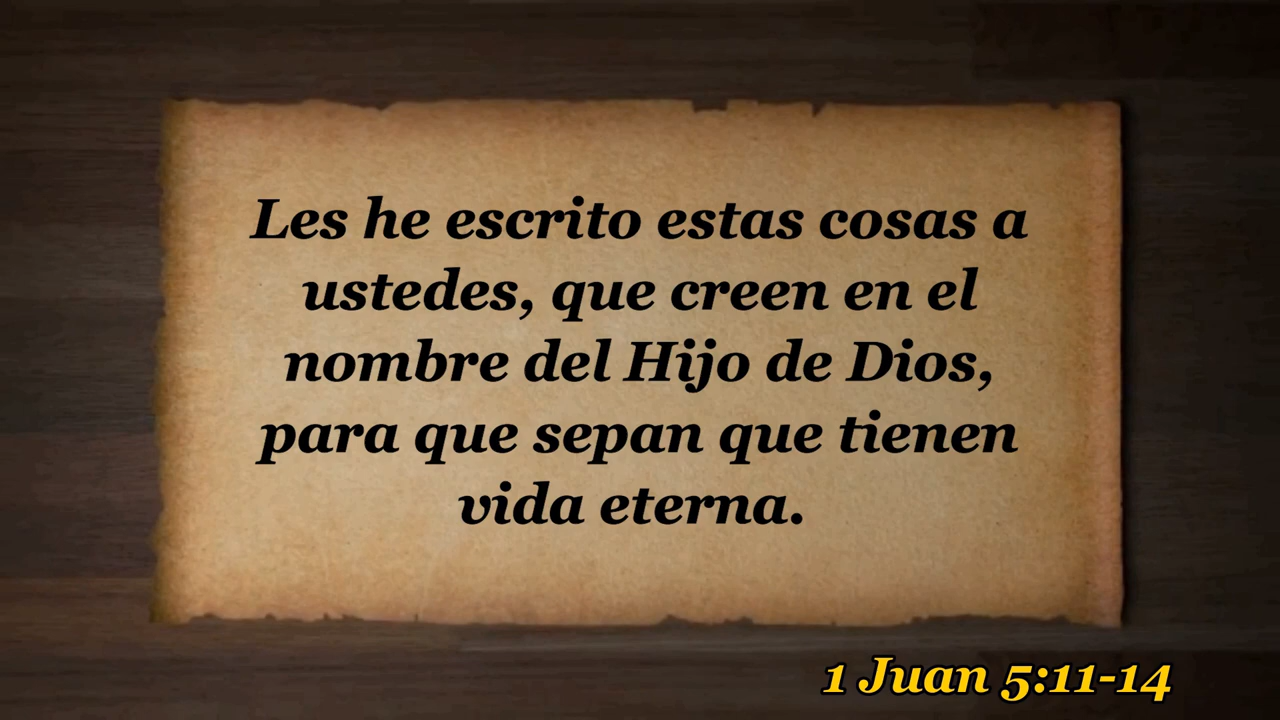 Les he escrito estas cosas a
ustedes, que creen en el
nombre del Hijo de Dios,
para que sepan que tienen
vida eterna.
1 Juan 5:11-14